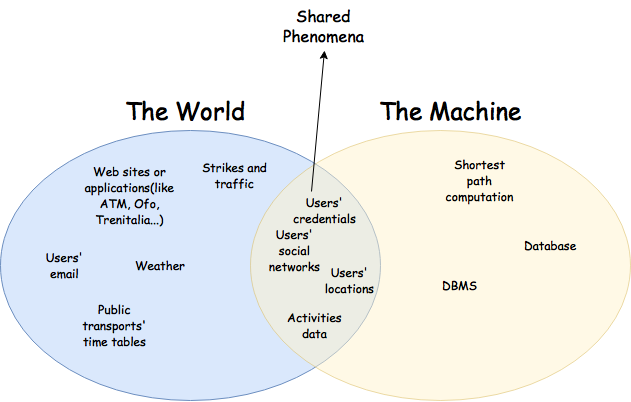 Shared
Phenomena
The World
The Machine
Web sites or
applications(like
ATM, Ofo,
Trenitalia...)
Strikes and
traffic
Users'
email
Weather
Public
transports'
time tables
Users'
credentials
Users'
social
networks
Users'
locations
Activities
data
Shortest
path
computation
Database
DBMS